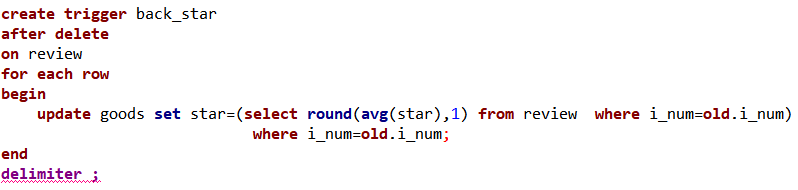 create trigger back_star
after delete
on review
for each row
begin
    update goods set star=(select round(avg(star),1) from review  where i_num=old.i_num)
                          where i_num=old.i_num;
end
delimiter ;